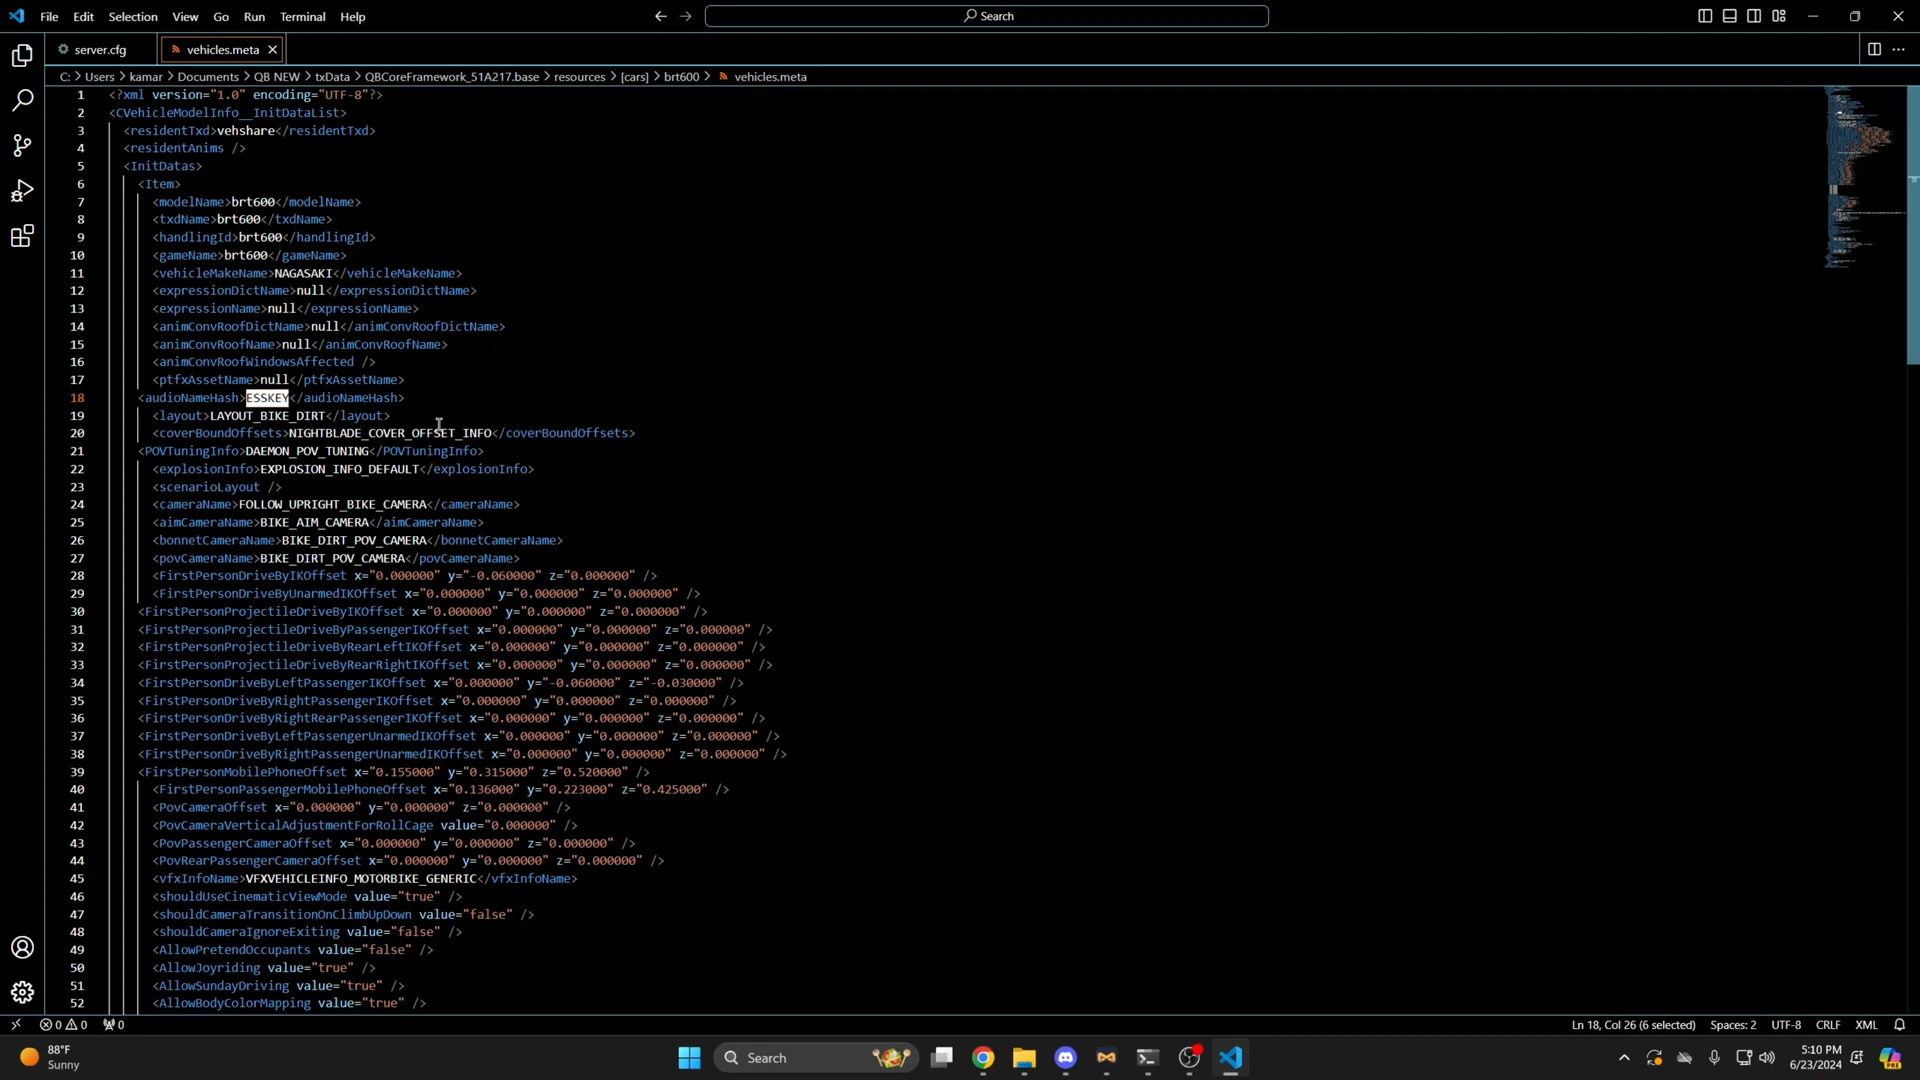 File Edit Selection View Go Run Terminal Help
Search
server.cfg
vehicles.meta
C: > Users > kamar > Documents > QB NEW > txData > QBCoreFramework_51A217.base > resources > [cars] > brt600 > vehicles.meta
1 <?xml version="1.0" encoding="UTF-8"?>
2 <CVehicleModelInfo__InitDataList>
3 <residentTxd>vehshare</residentTxd>
4 <residentAnims />
5 <InitDatas>
6 <Item>
7 <modelName>brt600</modelName>
8 <txdName>brt600</txdName>
9 <handlingId>brt600</handlingId>
10 <gameName>brt600</gameName>
11 <vehicleMakeName>NAGASAKI</vehicleMakeName>
12 <expressionDictName>null</expressionDictName>
13 <expressionName>null</expressionName>
14 <animConvRoofDictName>null</animConvRoofDictName>
15 <animConvRoofName>null</animConvRoofName>
16 <animConvRoofWindowsAffected />
17 <ptfxAssetName>null</ptfxAssetName>
18 <audioNameHash>ESSKEY</audioNameHash>
19 <layout>LAYOUT_BIKE_DIRT</layout>
20 <coverBoundOffsets>NIGHTBLADE_COVER_OFFSET_INFO</coverBoundOffsets>
21 <POVTuningInfo>DAEMON_POV_TUNING</POVTuningInfo>
22 <explosionInfo>EXPLOSION_INFO_DEFAULT</explosionInfo>
23 <scenarioLayout />
24 <cameraName>FOLLOW_UPRIGHT_BIKE_CAMERA</cameraName>
25 <aimCameraName>BIKE_AIM_CAMERA</aimCameraName>
26 <bonnetCameraName>BIKE_DIRT_POV_CAMERA</bonnetCameraName>
27 <povCameraName>BIKE_DIRT_POV_CAMERA</povCameraName>
28 <FirstPersonDriveByIKOffset x="0.000000" y="-0.060000" z="0.000000" />
29 <FirstPersonDriveByUnarmedIKOffset x="0.000000" y="0.000000" z="0.000000" />
30 <FirstPersonProjectileDriveByIKOffset x="0.000000" y="0.000000" z="0.000000" />
31 <FirstPersonProjectileDriveByPassengerIKOffset x="0.000000" y="0.000000" z="0.000000" />
32 <FirstPersonProjectileDriveByRearLeftIKOffset x="0.000000" y="0.000000" z="0.000000" />
33 <FirstPersonProjectileDriveByRearRightIKOffset x="0.000000" y="0.000000" z="0.000000" />
34 <FirstPersonDriveByLeftPassengerIKOffset x="0.000000" y="-0.060000" z="-0.030000" />
35 <FirstPersonDriveByRightPassengerIKOffset x="0.000000" y="0.000000" z="0.000000" />
36 <FirstPersonDriveByRightRearPassengerIKOffset x="0.000000" y="0.000000" z="0.000000" />
37 <FirstPersonDriveByLeftPassengerUnarmedIKOffset x="0.000000" y="0.000000" z="0.000000" />
38 <FirstPersonDriveByRightPassengerUnarmedIKOffset x="0.000000" y="0.000000" z="0.000000" />
39 <FirstPersonMobilePhoneOffset x="0.155000" y="0.315000" z="0.520000" />
40 <FirstPersonPassengerMobilePhoneOffset x="0.136000" y="0.223000" z="0.425000" />
41 <PovCameraOffset x="0.000000" y="0.000000" z="0.000000" />
42 <PovCameraVerticalAdjustmentForRollCage value="0.000000" />
43 <PovPassengerCameraOffset x="0.000000" y="0.000000" z="0.000000" />
44 <PovRearPassengerCameraOffset x="0.000000" y="0.000000" z="0.000000" />
45 <vfxInfoName>VFXVEHICLEINFO_MOTORBIKE_GENERIC</vfxInfoName>
46 <shouldUseCinematicViewMode value="true" />
47 <shouldCameraTransitionOnClimbUpDown value="false" />
48 <shouldCameraIgnoreExiting value="false" />
49 <AllowPretendOccupants value="false" />
50 <AllowJoyriding value="true" />
51 <AllowSundayDriving value="true" />
52 <AllowBodyColorMapping value="true" />
0 0 0 Ln 18, Col 26 (6 selected) Spaces: 2 UTF-8 CRLF XML
88°F
Sunny
Search
5:10 PM
6/23/2024
PRE